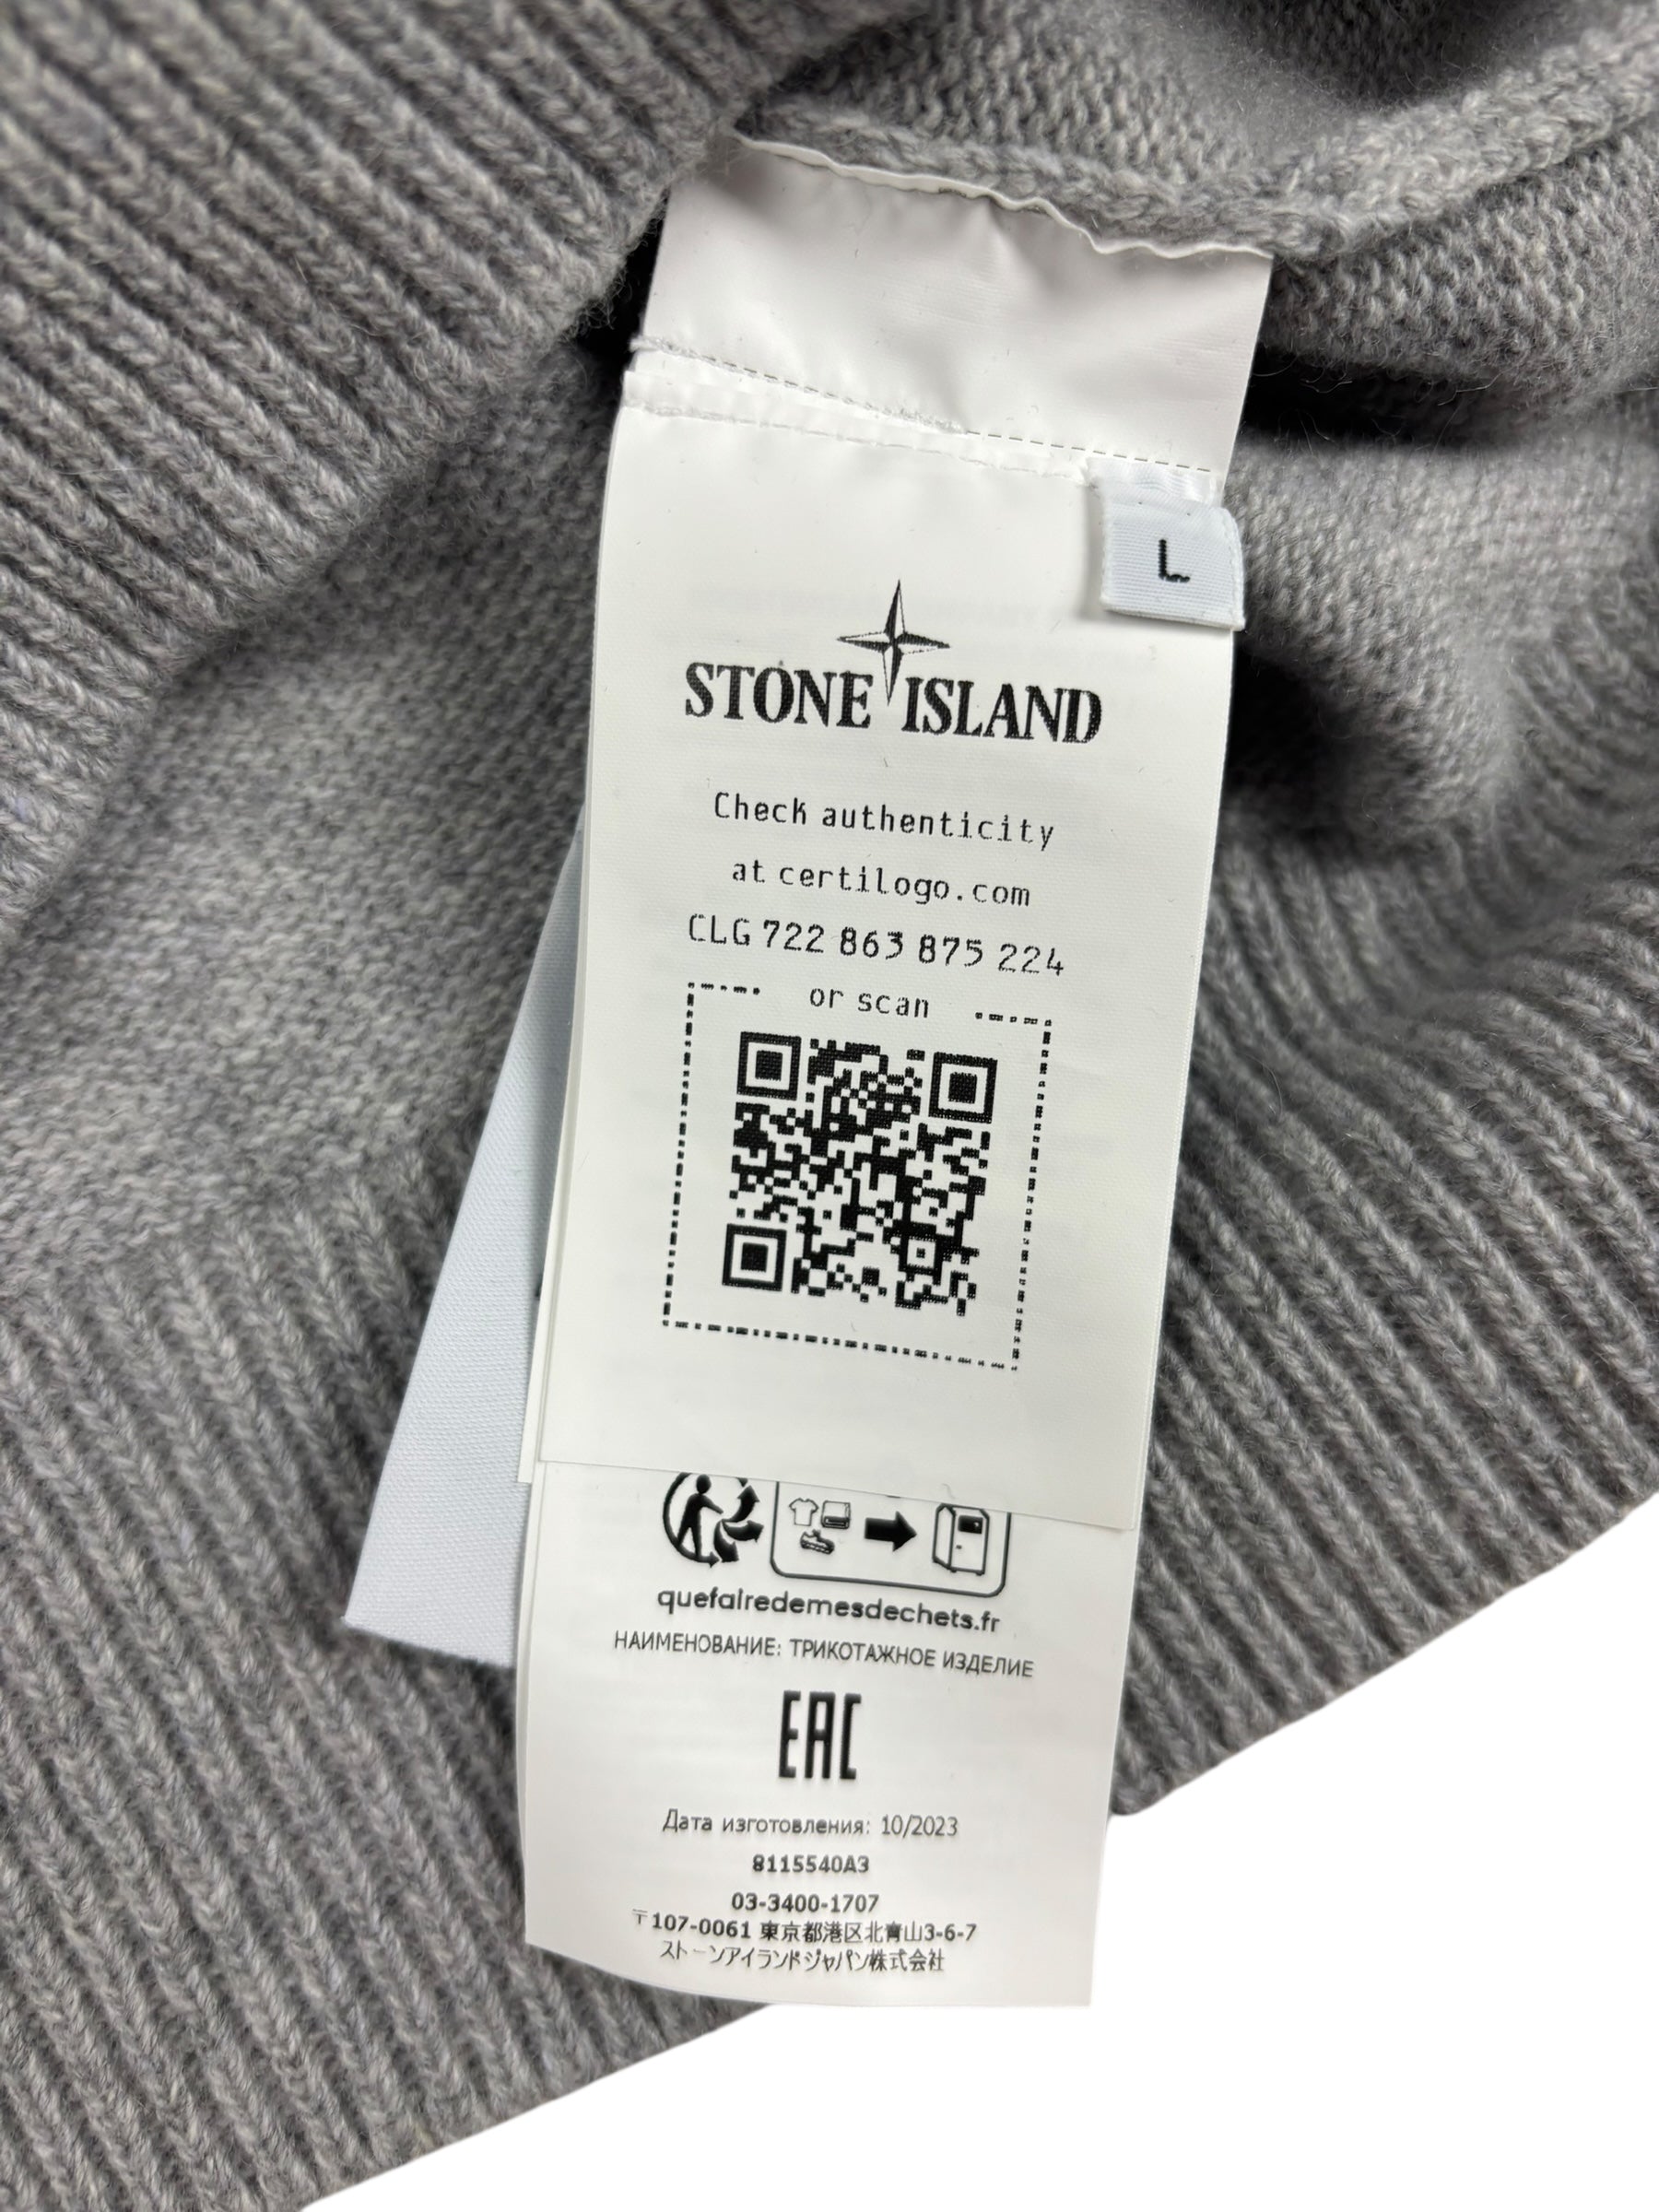 L
STONE ISLAND
Check authenticity
at certilogo.com
CLG 722 863 875 224
or scan
quefairedemesdechets.fr
НАИМЕНОВАНИЕ: ТРИКОТАЖНОЕ ИЗДЕЛИЕ
EAC
Дата изготовления: 10/2023
8115540A3
03-3400-1707
〒107-0061 東京都港区北青山3-6-7
ストーンアイランドジャパン株式会社